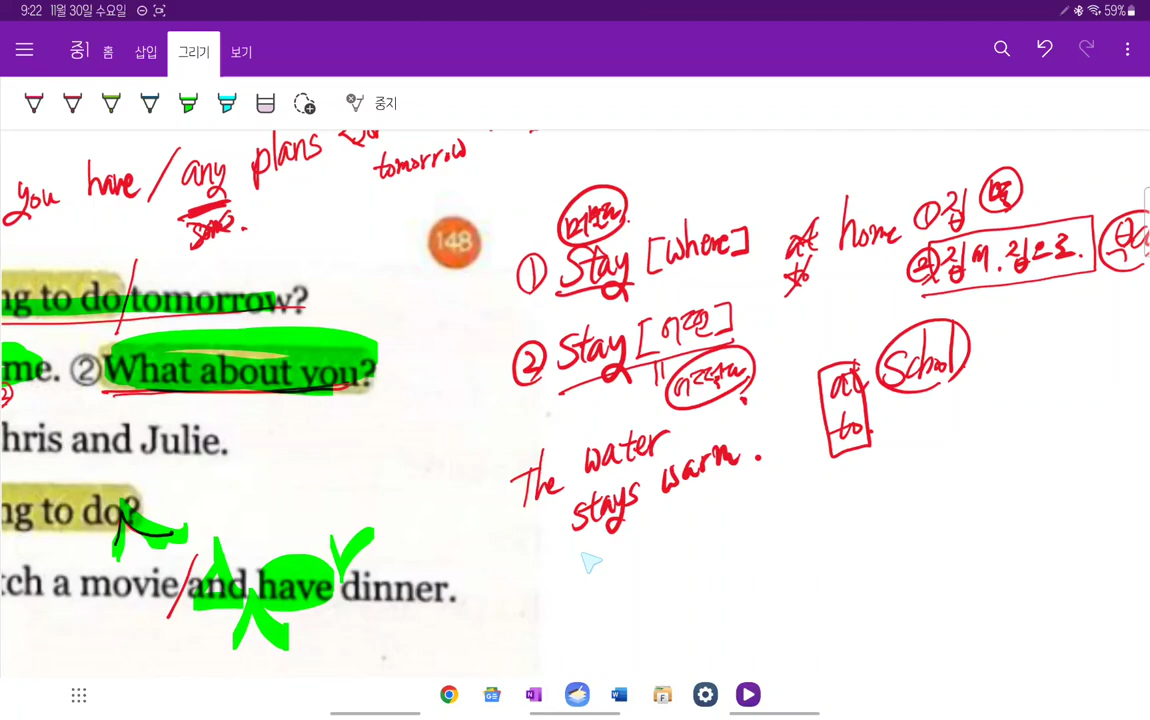 9:22 11월 30일 수요일 59%
중1 홈 삽입 그리기 보기
중지
you have / any plans
some.
tomorrow
148
① Stay [where] at home ① 집
to ② 집에, 집으로.
ng to do / tomorrow?
② Stay [어떤]
me. ② What about you?
at School
to.
hris and Julie.
The water
stays warm.
ng to do?
tch a movie / and have dinner.